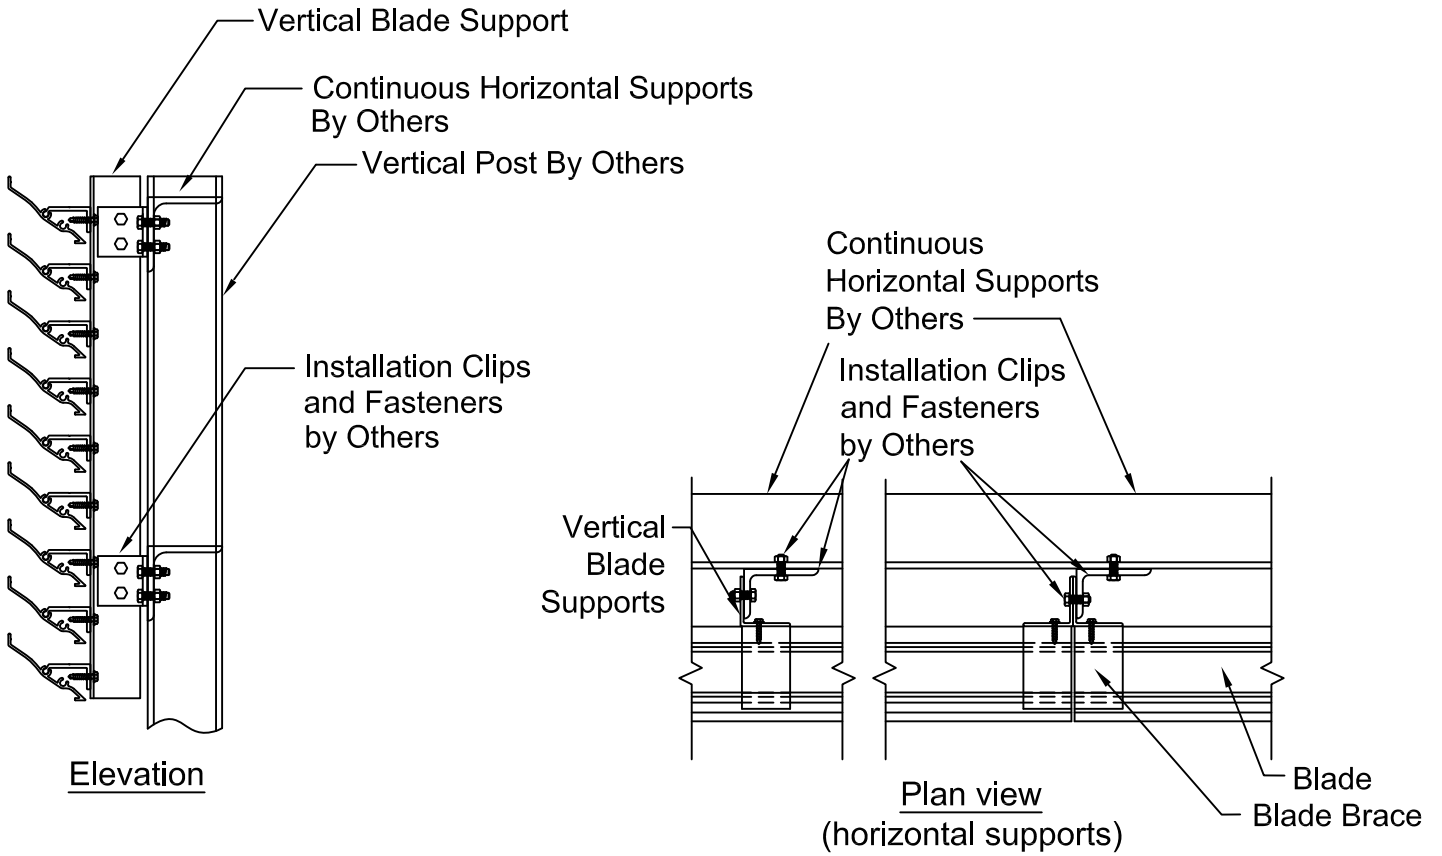 Vertical Blade Support
Continuous Horizontal Supports
By Others
Vertical Post By Others
Installation Clips
and Fasteners
by Others
Elevation
Continuous
Horizontal Supports
By Others
Installation Clips
and Fasteners
by Others
Vertical
Blade
Supports
Blade
Blade Brace
Plan view
(horizontal supports)